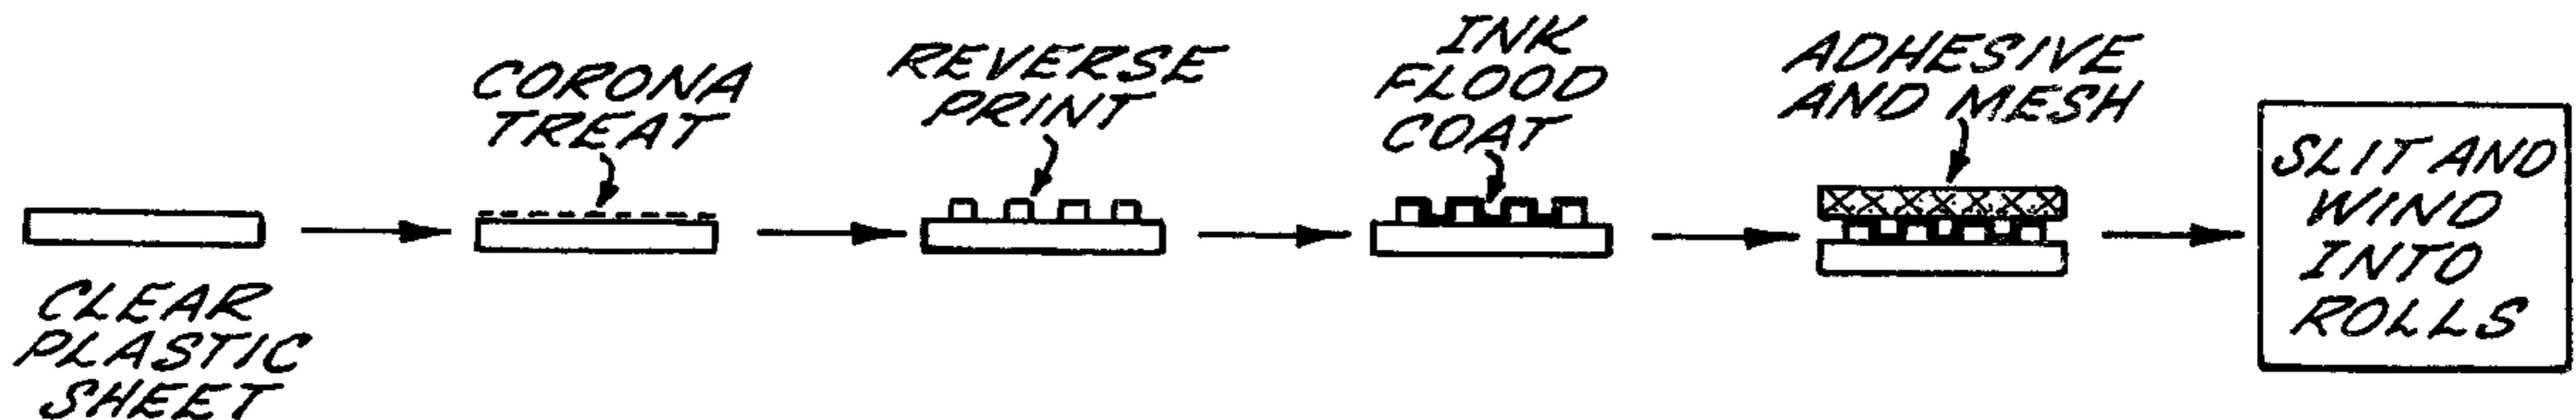 CLEAR
PLASTIC
SHEET
CORONA
TREAT
REVERSE
PRINT
INK
FLOOD
COAT
ADHESIVE
AND MESH
SLIT AND
WIND
INTO
ROLLS